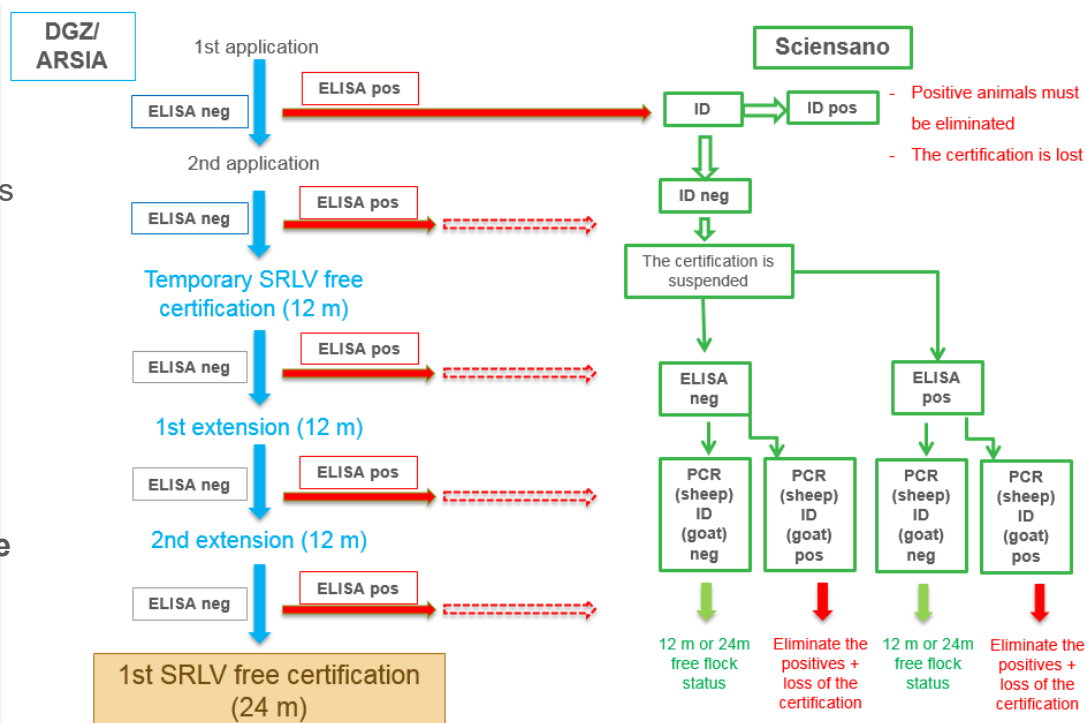 DGZ/
ARSIA
1st application
ELISA neg
ELISA pos
2nd application
ELISA neg
ELISA pos
Temporary SRLV free
certification (12 m)
ELISA neg
ELISA pos
1st extension (12 m)
ELISA neg
ELISA pos
2nd extension (12 m)
ELISA neg
ELISA pos
1st SRLV free certification
(24 m)
s
e
Sciensano
ID
ID pos
- Positive animals must
be eliminated
- The certification is lost
ID neg
The certification is
suspended
ELISA
neg
ELISA
pos
PCR
(sheep)
ID
(goat)
neg
PCR
(sheep)
ID
(goat)
pos
PCR
(sheep)
ID
(goat)
neg
PCR
(sheep)
ID
(goat)
pos
12 m or 24m
free flock
status
Eliminate the
positives +
loss of the
certification
12 m or 24m
free flock
status
Eliminate the
positives +
loss of the
certification